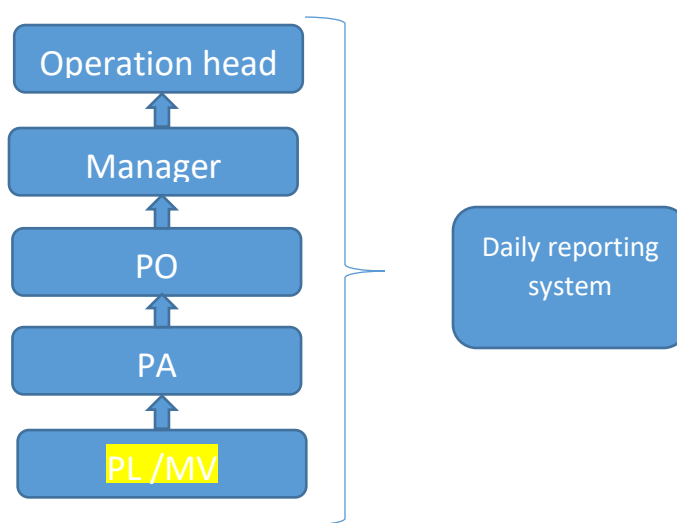 Operation head
Manager
PO
PA
PL /MV
Daily reporting
system